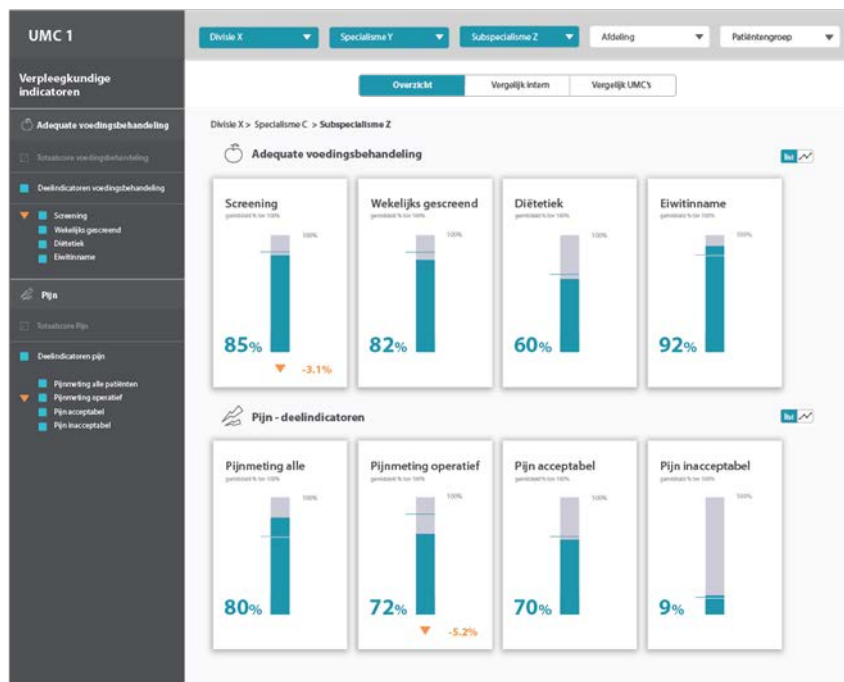 UMC 1
Divisie X
Specialisme Y
Subspecialisme Z
Afdeling
Patiëntengroep
Verpleegkundige
indicatoren
Overzicht
Vergelijk intern
Vergelijk UMC's
Adequate voedingsbehandeling
Totaalscore voedingsbehandeling
Deelindicatoren voedingsbehandeling
Screening
Wekelijks gescreend
Diëtetiek
Eiwitinname
Pijn
Totaalscore Pijn
Deelindicatoren pijn
Pijnmeting alle patiënten
Pijnmeting operatief
Pijn acceptabel
Pijn inacceptabel
Divisie X > Specialisme C > Subspecialisme Z
Adequate voedingsbehandeling
Screening
100%
85%
-3.1%
Wekelijks gescreend
100%
82%
Diëtetiek
100%
60%
Eiwitinname
100%
92%
Pijn - deelindicatoren
Pijnmeting alle
100%
80%
Pijnmeting operatief
100%
72%
-5.2%
Pijn acceptabel
100%
70%
Pijn inacceptabel
100%
9%